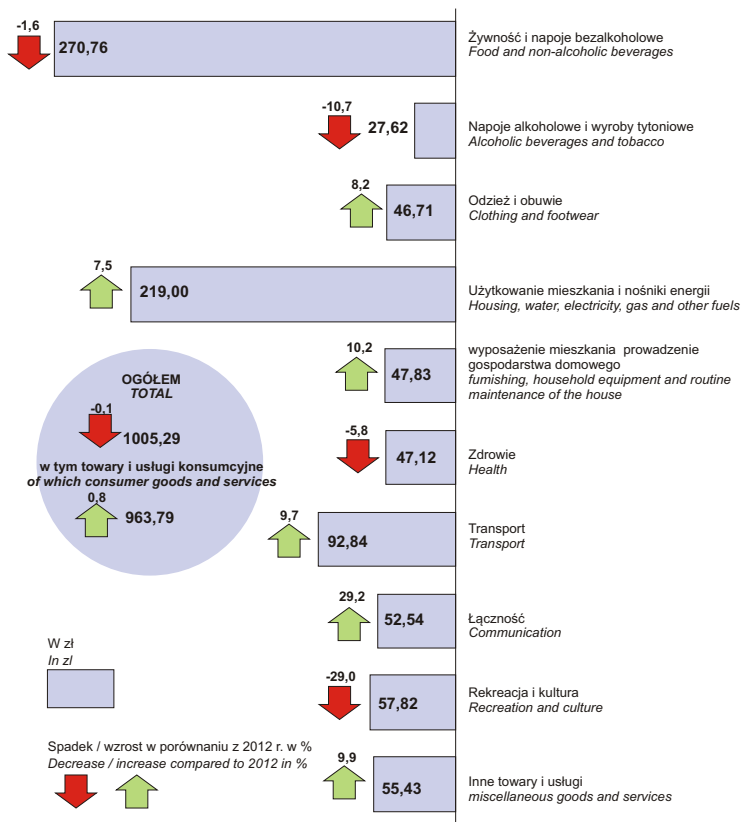 -1,6
270,76
Żywność i napoje bezalkoholowe
Food and non-alcoholic beverages
-10,7
27,62
Napoje alkoholowe i wyroby tytoniowe
Alcoholic beverages and tobacco
8,2
46,71
Odzież i obuwie
Clothing and footwear
7,5
219,00
Użytkowanie mieszkania i nośniki energii
Housing, water, electricity, gas and other fuels
10,2
47,83
wyposażenie mieszkania prowadzenie
gospodarstwa domowego
fumishing, household equipment and routine
maintenance of the house
OGÓŁEM
TOTAL
-0,1
1005,29
w tym towary i usługi konsumcyjne
of which consumer goods and services
0,8
963,79
-5,8
47,12
Zdrowie
Health
9,7
92,84
Transport
Transport
29,2
52,54
Łączność
Communication
-29,0
57,82
Rekreacja i kultura
Recreation and culture
9,9
55,43
Inne towary i usługi
miscellaneous goods and services
W zł
In zl
Spadek / wzrost w porównaniu z 2012 r. w %
Decrease / increase compared to 2012 in %